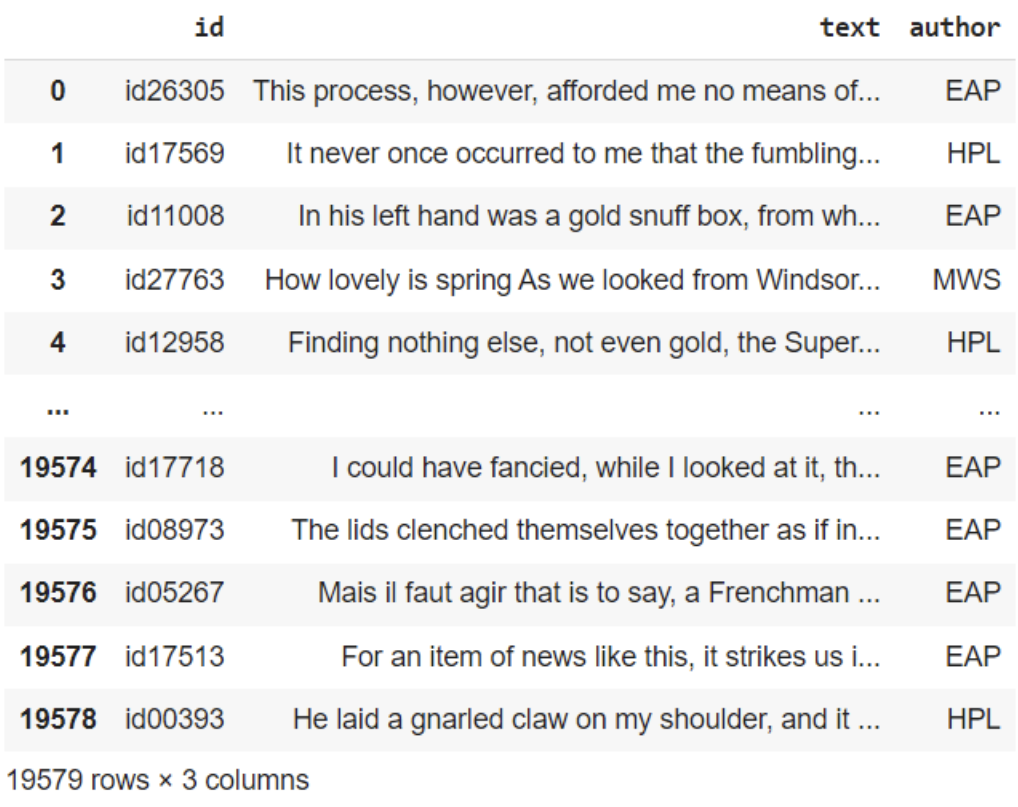 id text author
0 id26305 This process, however, afforded me no means of... EAP
1 id17569 It never once occurred to me that the fumbling... HPL
2 id11008 In his left hand was a gold snuff box, from wh... EAP
3 id27763 How lovely is spring As we looked from Windsor... MWS
4 id12958 Finding nothing else, not even gold, the Super... HPL
... ... ... ...
19574 id17718 I could have fancied, while I looked at it, th... EAP
19575 id08973 The lids clenched themselves together as if in... EAP
19576 id05267 Mais il faut agir that is to say, a Frenchman ... EAP
19577 id17513 For an item of news like this, it strikes us i... EAP
19578 id00393 He laid a gnarled claw on my shoulder, and it ... HPL
19579 rows × 3 columns